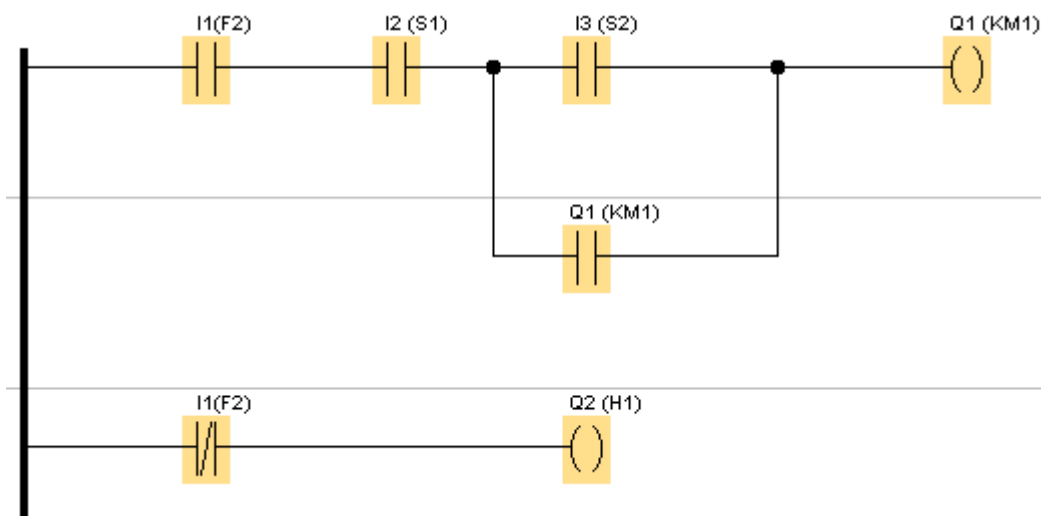 I1(F2)
I2 (S1)
I3 (S2)
Q1 (KM1)
Q1 (KM1)
I1(F2)
Q2 (H1)